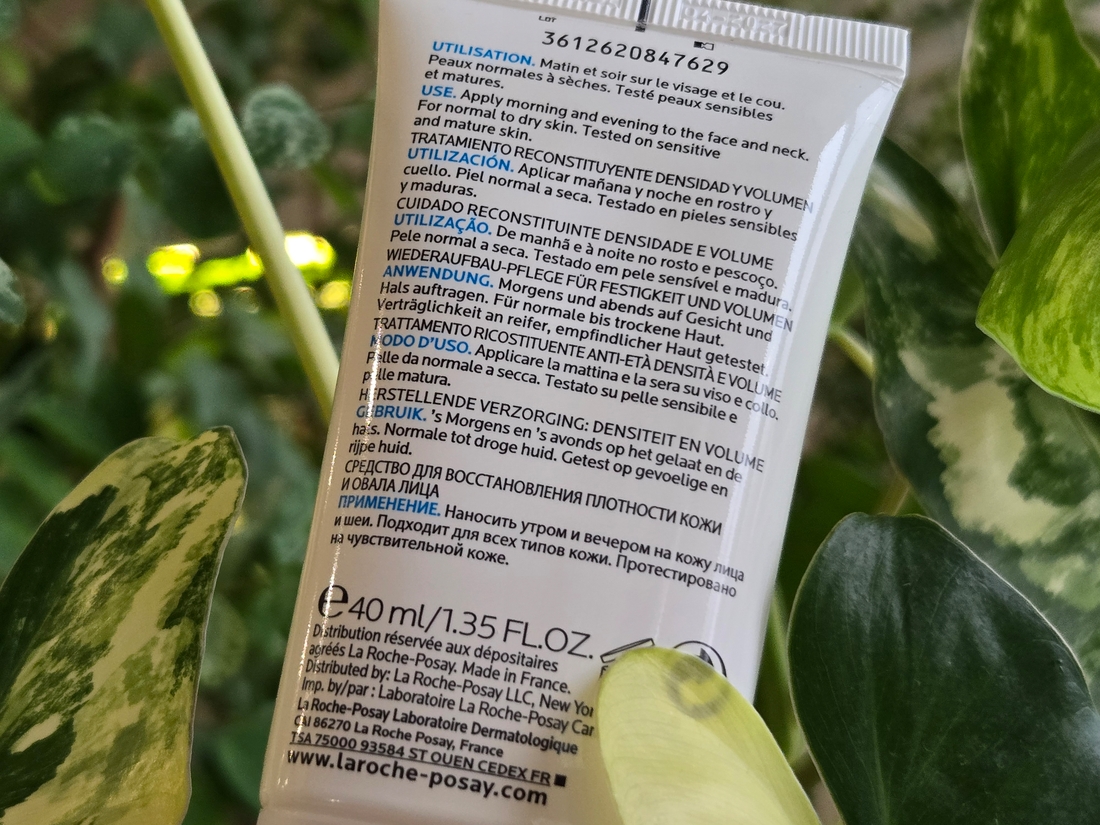 LOT
3612620847629
UTILISATION. Matin et soir sur le visage et le cou.
Peaux normales à sèches. Testé peaux sensibles
et matures.
USE. Apply morning and evening to the face and neck.
For normal to dry skin. Tested on sensitive
and mature skin.
TRATAMIENTO RECONSTITUYENTE DENSIDAD Y VOLUMEN
UTILIZACIÓN. Aplicar mañana y noche en rostro y
cuello. Piel normal a seca. Testado en pieles sensibles
y maduras.
CUIDADO RECONSTITUINTE DENSIDADE E VOLUME
UTILIZAÇÃO. De manhã e à noite no rosto e pescoço.
Pele normal a seca. Testado em pele sensível e madura.
WIEDERAUFBAU-PFLEGE FÜR FESTIGKEIT UND VOLUMEN
ANWENDUNG. Morgens und abends auf Gesicht und
Hals auftragen. Für normale bis trockene Haut.
Verträglichkeit an reifer, empfindlicher Haut getestet.
TRATTAMENTO RICOSTITUENTE ANTI-ETÀ DENSITÀ E VOLUME
MODO D'USO. Applicare la mattina e la sera su viso e collo.
Pelle da normale a secca. Testato su pelle sensibile e
pelle matura.
HERSTELLENDE VERZORGING: DENSITEIT EN VOLUME
GEBRUIK. 's Morgens en 's avonds op het gelaat en de
hals. Normale tot droge huid. Getest op gevoelige en
rijpe huid.
СРЕДСТВО ДЛЯ ВОССТАНОВЛЕНИЯ ПЛОТНОСТИ КОЖИ
И ОВАЛА ЛИЦА
ПРИМЕНЕНИЕ. Наносить утром и вечером на кожу лица
и шеи. Подходит для всех типов кожи. Протестировано
на чувствительной коже.
e 40 ml/1.35 FL.OZ.
Distribution réservée aux dépositaires
agréés La Roche-Posay. Made in France.
Distributed by: La Roche-Posay LLC, New Yor
Imp. by/par : Laboratoire La Roche-Posay Can
La Roche-Posay Laboratoire Dermatologique
CAI 86270 La Roche Posay, France
TSA 75000 93584 ST OUEN CEDEX FR
www.laroche-posay.com